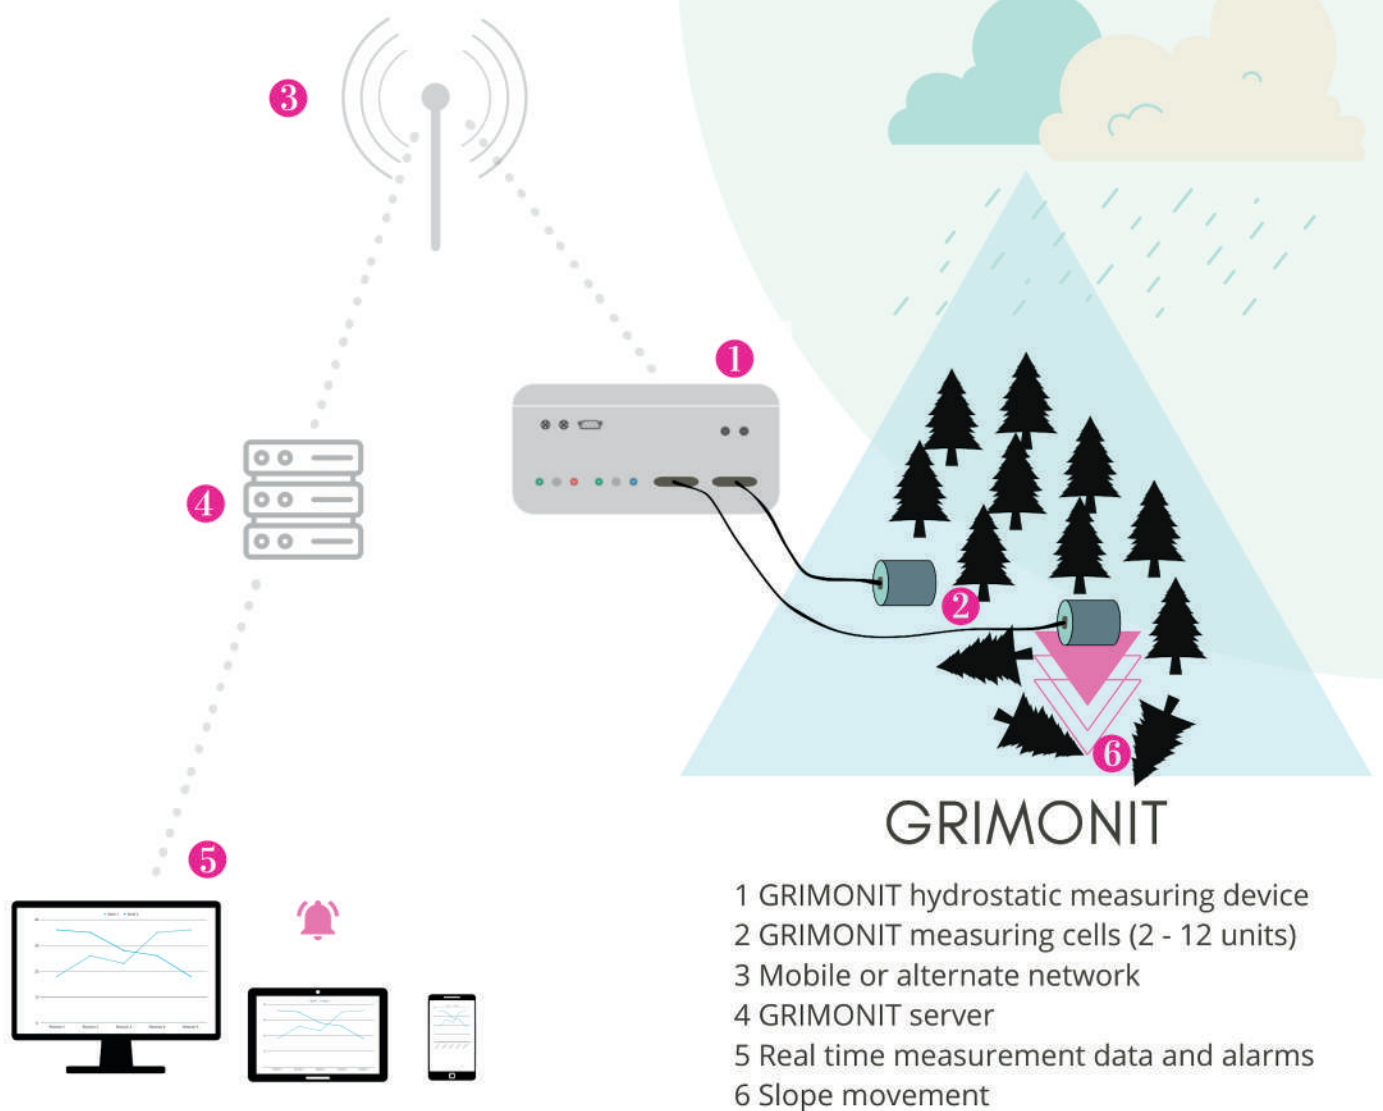 3
1
4
2
6
5
GRIMONIT
1 GRIMONIT hydrostatic measuring device
2 GRIMONIT measuring cells (2 - 12 units)
3 Mobile or alternate network
4 GRIMONIT server
5 Real time measurement data and alarms
6 Slope movement